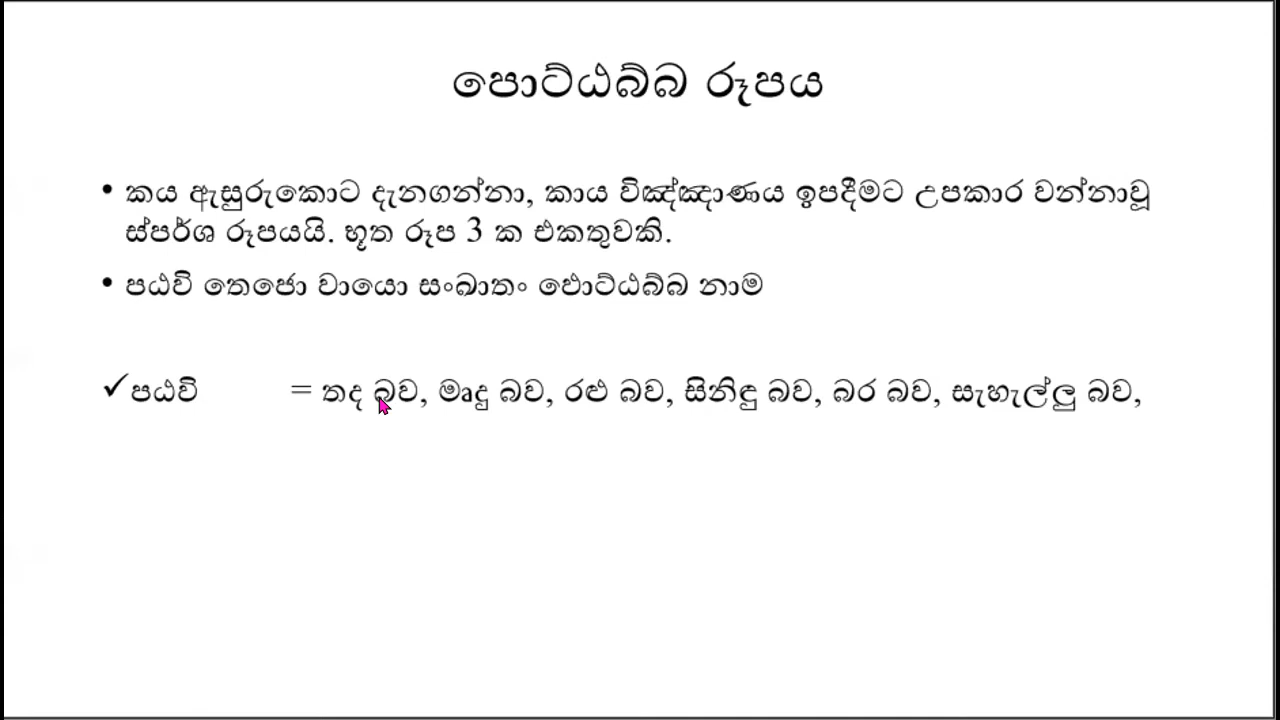 පොට්ඨබ්බ රූපය
• කය ඇසුරුකොට දැනගන්නා, කාය විඤ්ඤාණය ඉපදීමට උපකාර වන්නාවූ
ස්පර්ශ රූපයයි. භූත රූප 3 ක එකතුවකි.
• පඨවි තෙජො වායො සංඛාතං ඵොට්ඨබ්බ නාම
✓පඨවි = තද බව, මෘදු බව, රළු බව, සිනිඳු බව, බර බව, සැහැල්ලු බව,